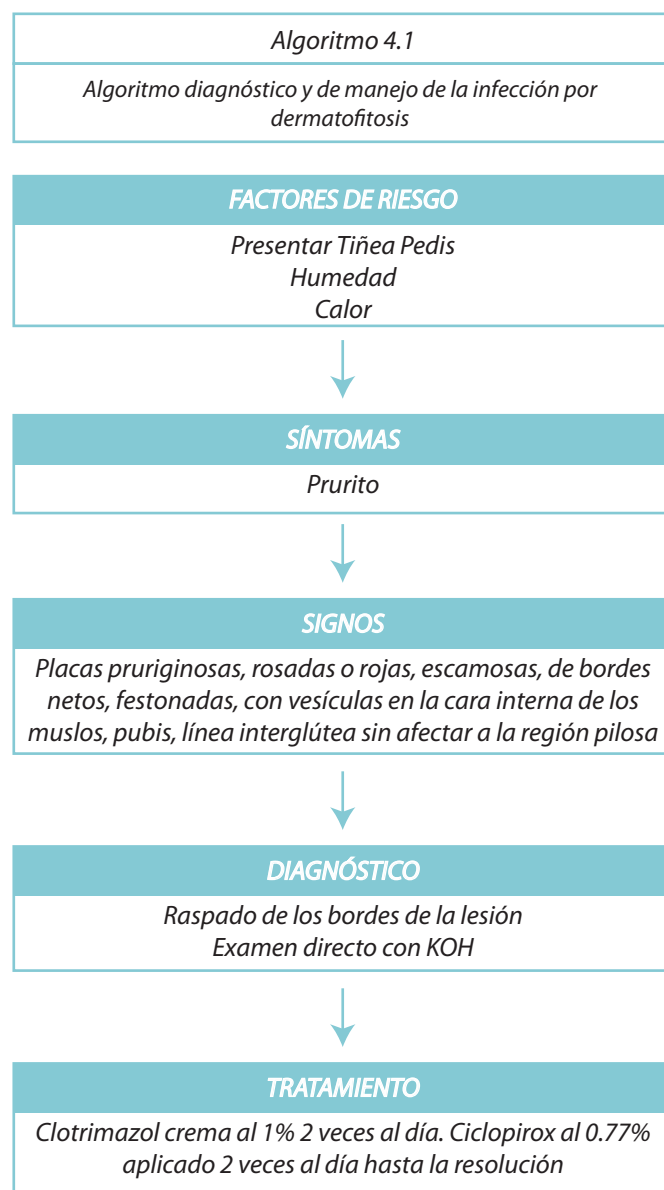 Algoritmo 4.1
Algoritmo diagnóstico y de manejo de la infección por
dermatofitosis
FACTORES DE RIESGO
Presentar Tiñea Pedis
Humedad
Calor
SÍNTOMAS
Prurito
SIGNOS
Placas pruriginosas, rosadas o rojas, escamosas, de bordes
netos, festonadas, con vesículas en la cara interna de los
muslos, pubis, línea interglútea sin afectar a la región pilosa
DIAGNÓSTICO
Raspado de los bordes de la lesión
Examen directo con KOH
TRATAMIENTO
Clotrimazol crema al 1% 2 veces al día. Ciclopirox al 0.77%
aplicado 2 veces al día hasta la resolución